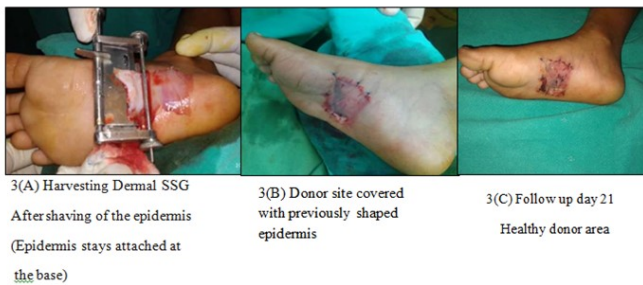 3(A) Harvesting Dermal SSG
After shaving of the epidermis
(Epidermis stays attached at
the base)
3(B) Donor site covered
with previously shaped
epidermis
3(C) Follow up day 21
Healthy donor area